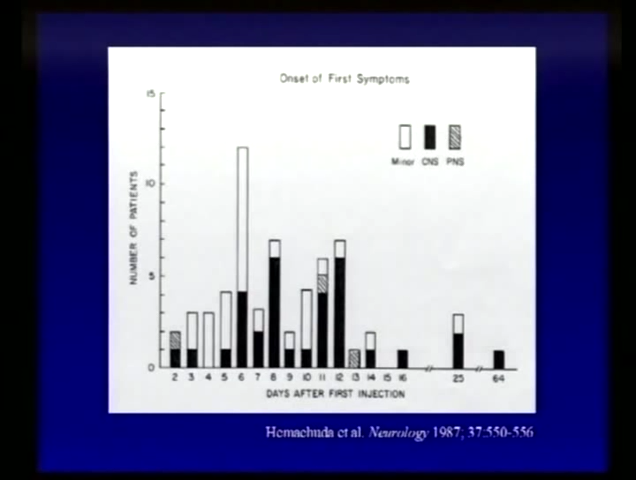 Onset of First Symptoms
15
10
5
0
NUMBER OF PATIENTS
Minor CNS PNS
2 3 4 5 6 7 8 9 10 11 12 13 14 15 16 25 64
DAYS AFTER FIRST INJECTION
Hemachuda et al. Neurology 1987; 37:550-556